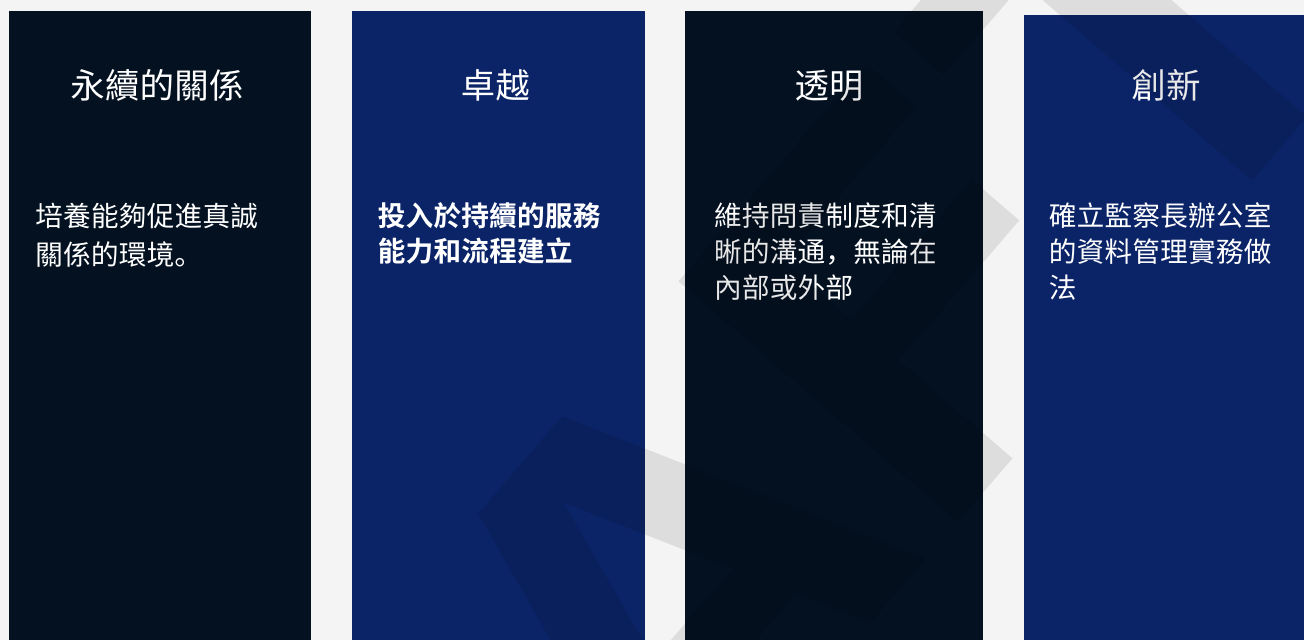 永續的關係
培養能夠促進真誠
關係的環境。
卓越
投入於持續的服務
能力和流程建立
透明
維持問責制度和清
晰的溝通，無論在
內部或外部
創新
確立監察長辦公室
的資料管理實務做
法